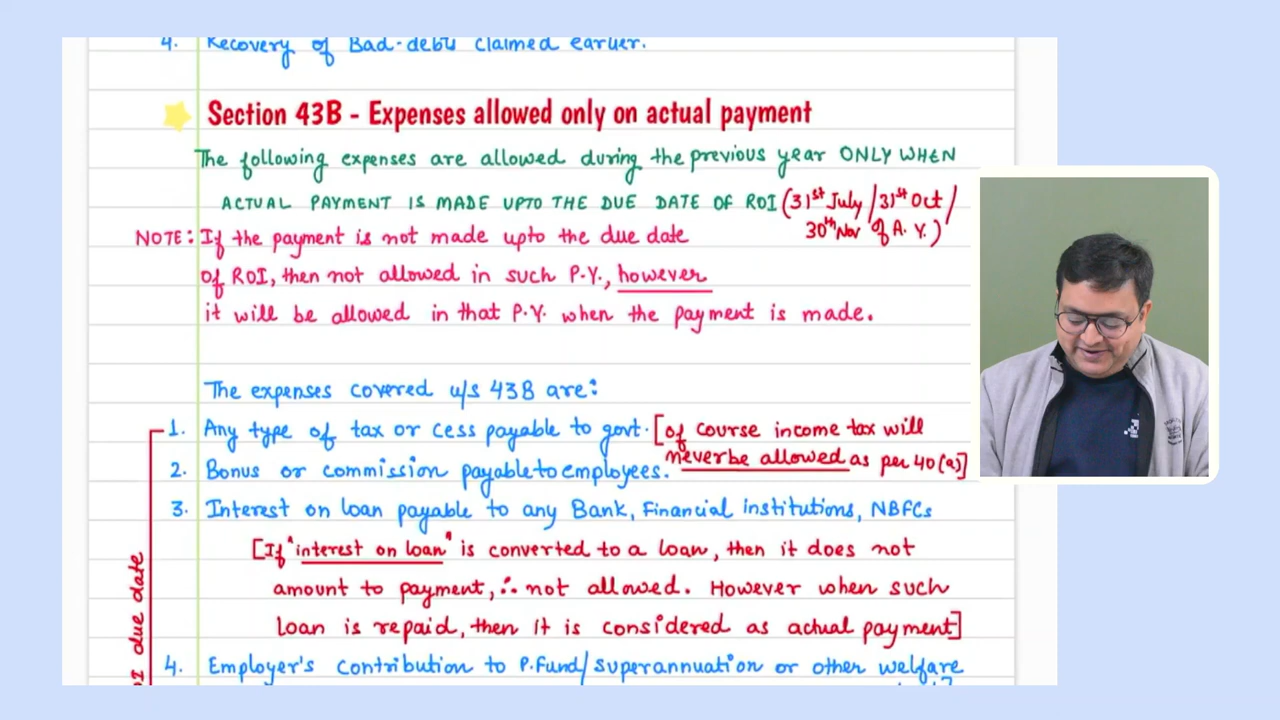 4. Recovery of Bad-debts claimed earlier.
Section 43B - Expenses allowed only on actual payment
The following expenses are allowed during the previous year ONLY WHEN
ACTUAL PAYMENT IS MADE UPTO THE DUE DATE OF ROI (31st July / 31st Oct /
30th Nov of A.Y.)
NOTE: If the payment is not made upto the due date
of ROI, then not allowed in such P.Y., however
it will be allowed in that P.Y. when the payment is made.
The expenses covered u/s 43B are:
1. Any type of tax or cess payable to govt. [of course income tax will
never be allowed as per 40(a)]
2. Bonus or commission payable to employees.
3. Interest on loan payable to any Bank, Financial institutions, NBFCs
[If "interest on loan" is converted to a loan, then it does not
amount to payment, ∴ not allowed. However when such
loan is repaid, then it is considered as actual payment]
4. Employer's contribution to P.Fund/superannuation or other welfare
I due date